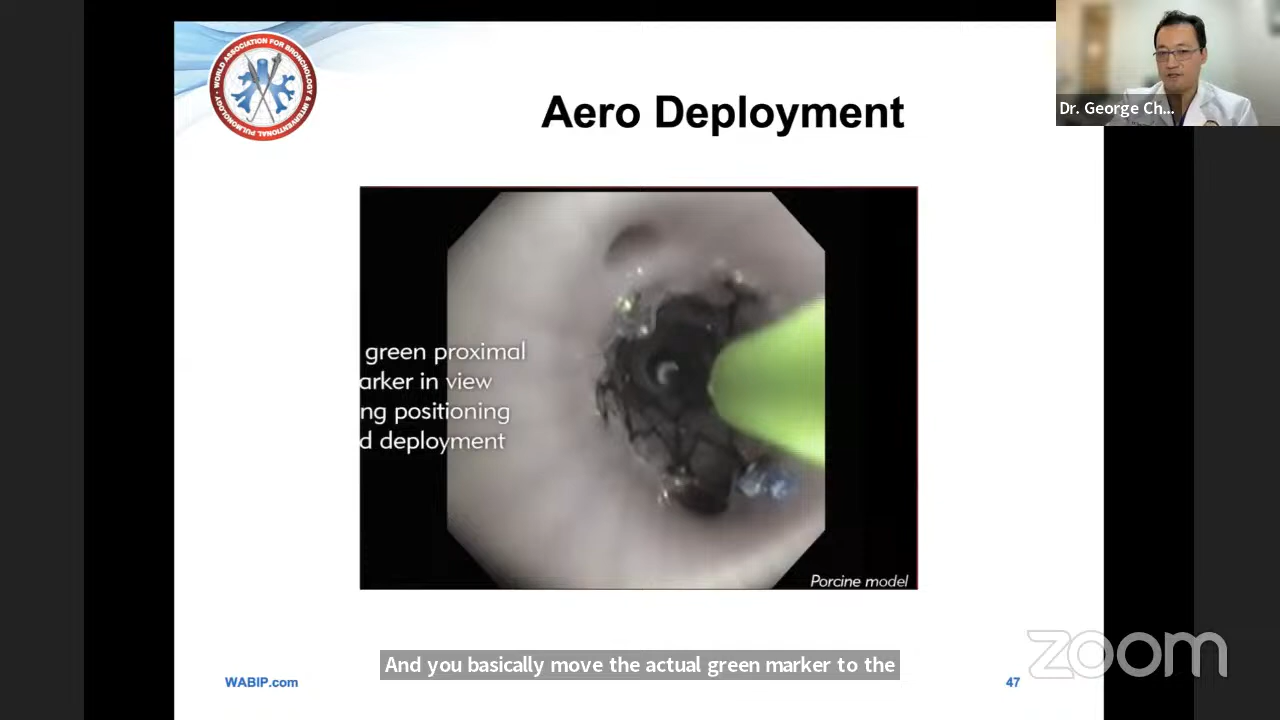 WORLD ASSOCIATION FOR BRONCHOLOGY & INTERVENTIONAL PULMONOLOGY
Aero Deployment
Dr. George Ch...
green proximal
arker in view
ng positioning
d deployment
Porcine model
And you basically move the actual green marker to the
WABIP.com
47
zoom